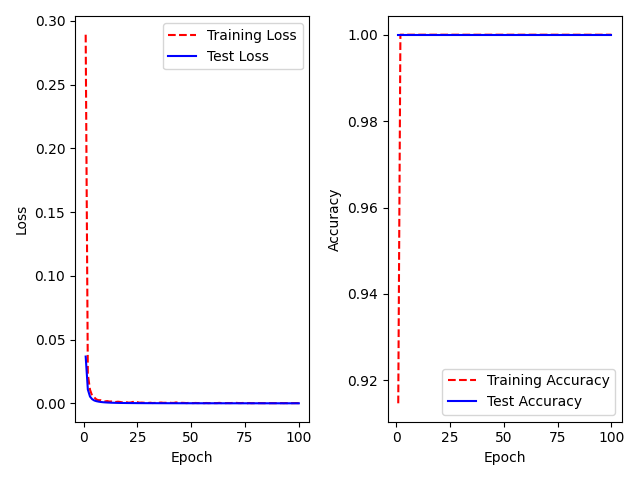 0.30
0.25
0.20
0.15
0.10
0.05
0.00
0
25
50
75
100
Loss
Epoch
Training Loss
Test Loss
1.00
0.98
0.96
0.94
0.92
0
25
50
75
100
Accuracy
Epoch
Training Accuracy
Test Accuracy